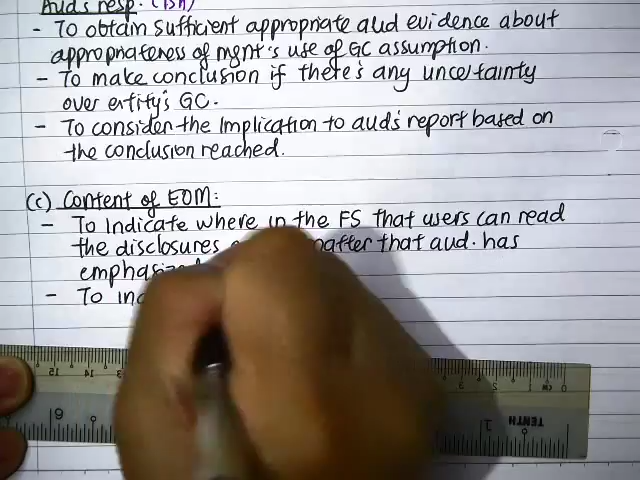 Aud's resp. (ISA)
- To obtain sufficient appropriate aud evidence about
appropriateness of mgnt's use of GC assumption.
- To make conclusion if there's any uncertainty
over entity's GC.
- To consider the implication to aud's report based on
the conclusion reached.
(c) Content of EOM:
- To indicate where in the FS that users can read
the disclosures matter that aud. has
- To
TENTH